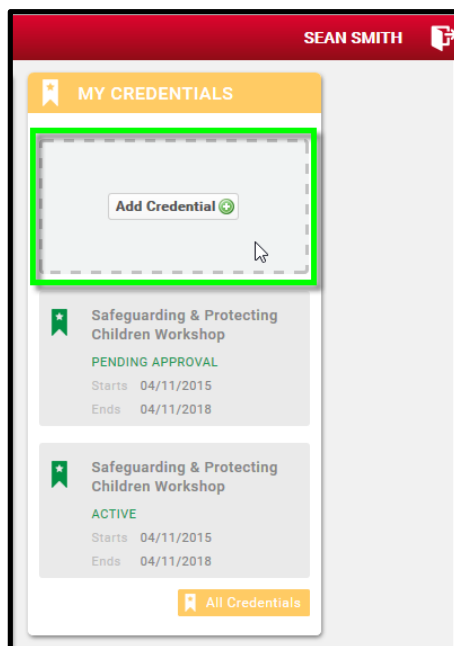 SEAN SMITH
MY CREDENTIALS
Add Credential
Safeguarding & Protecting
Children Workshop
PENDING APPROVAL
Starts 04/11/2015
Ends 04/11/2018
Safeguarding & Protecting
Children Workshop
ACTIVE
Starts 04/11/2015
Ends 04/11/2018
All Credentials